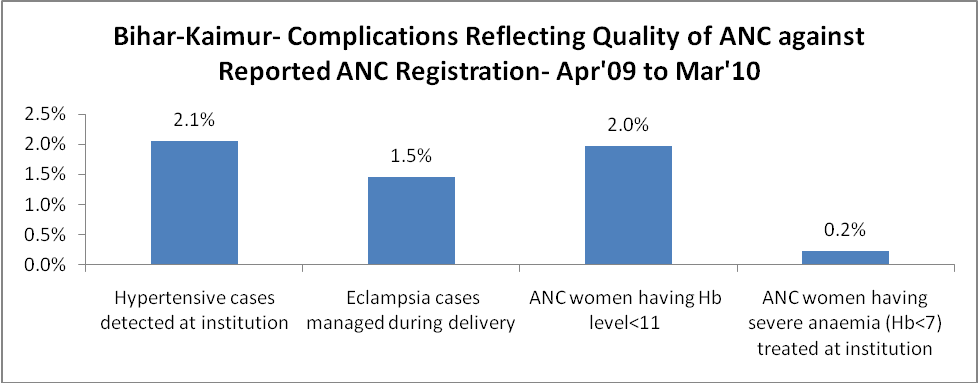 Bihar-Kaimur- Complications Reflecting Quality of ANC against
Reported ANC Registration- Apr'09 to Mar'10
2.5%
2.0%
1.5%
1.0%
0.5%
0.0%
2.1%
1.5%
2.0%
0.2%
Hypertensive cases
detected at institution
Eclampsia cases
managed during delivery
ANC women having Hb
level<11
ANC women having
severe anaemia (Hb<7)
treated at institution